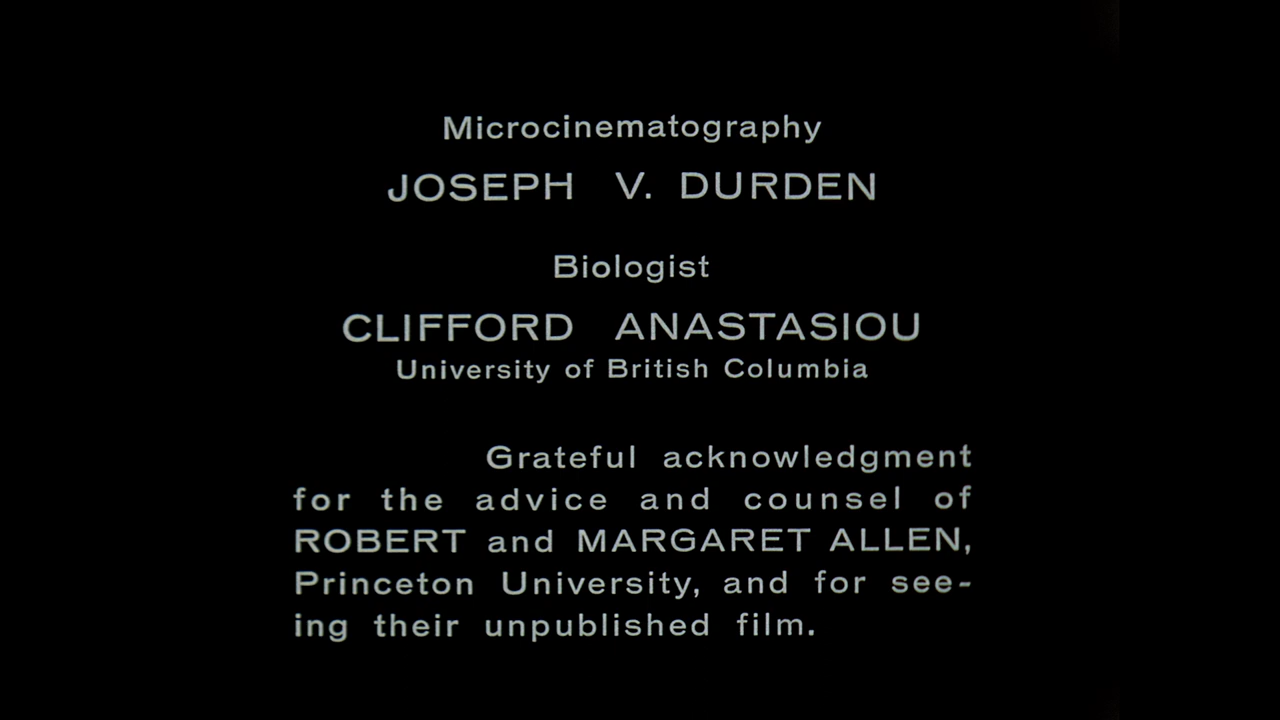 Microcinematography
JOSEPH V. DURDEN
Biologist
CLIFFORD ANASTASIOU
University of British Columbia
Grateful acknowledgment
for the advice and counsel of
ROBERT and MARGARET ALLEN,
Princeton University, and for see-
ing their unpublished film.